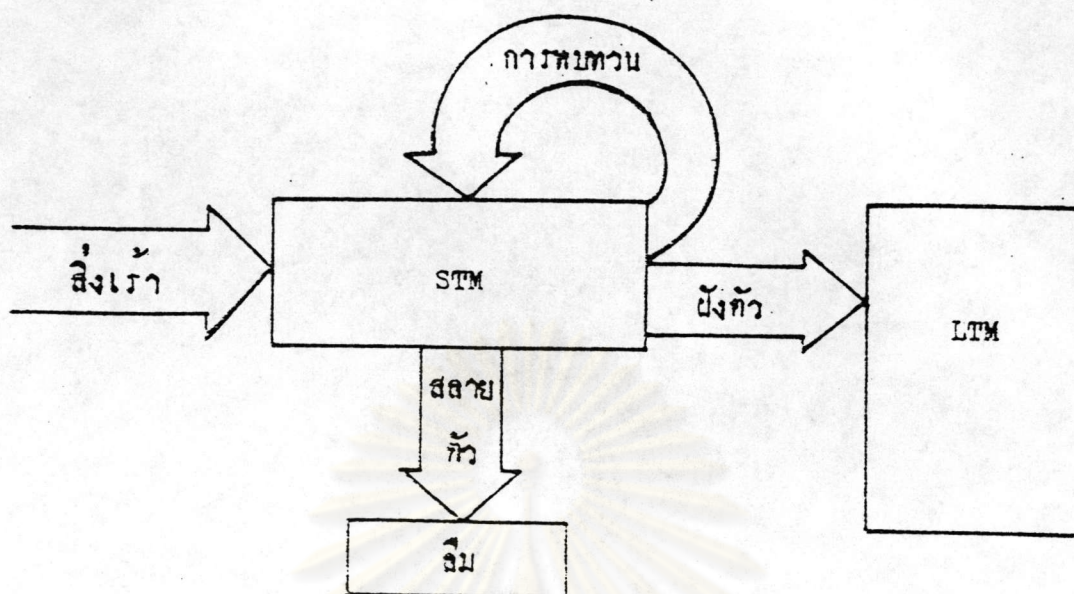 การทบทวน
สิ่งเร้า
STM
ฝังตัว
LTM
สลาย
ตัว
ลืม